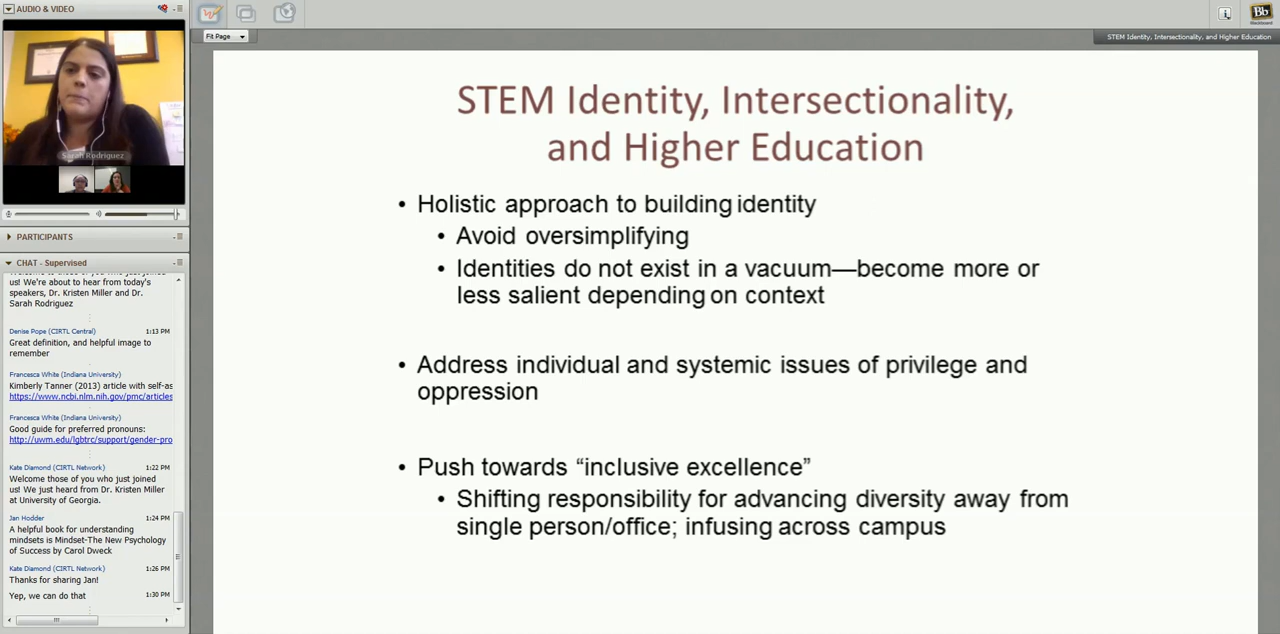 AUDIO & VIDEO
Sarah Rodriguez
PARTICIPANTS
CHAT - Supervised
us! We're about to hear from today's
speakers, Dr. Kristen Miller and Dr.
Sarah Rodriguez
Denise Pope (CIRTL Central) 1:13 PM
Great definition, and helpful image to
remember
Francesca White (Indiana University)
Kimberly Tanner (2013) article with self-as
https://www.ncbi.nlm.nih.gov/pmc/articles
Francesca White (Indiana University)
Good guide for preferred pronouns:
http://uwm.edu/lgbtrc/support/gender-pro
Kate Diamond (CIRTL Network) 1:22 PM
Welcome those of you who just joined
us! We just heard from Dr. Kristen Miller
at University of Georgia.
Jan Hodder 1:24 PM
A helpful book for understanding
mindsets is Mindset-The New Psychology
of Success by Carol Dweck
Kate Diamond (CIRTL Network) 1:26 PM
Thanks for sharing Jan!
Yep, we can do that 1:30 PM
Fit Page
Bb
Blackboard
STEM Identity, Intersectionality, and Higher Education
STEM Identity, Intersectionality,
and Higher Education
• Holistic approach to building identity
• Avoid oversimplifying
• Identities do not exist in a vacuum—become more or
less salient depending on context
• Address individual and systemic issues of privilege and
oppression
• Push towards “inclusive excellence”
• Shifting responsibility for advancing diversity away from
single person/office; infusing across campus